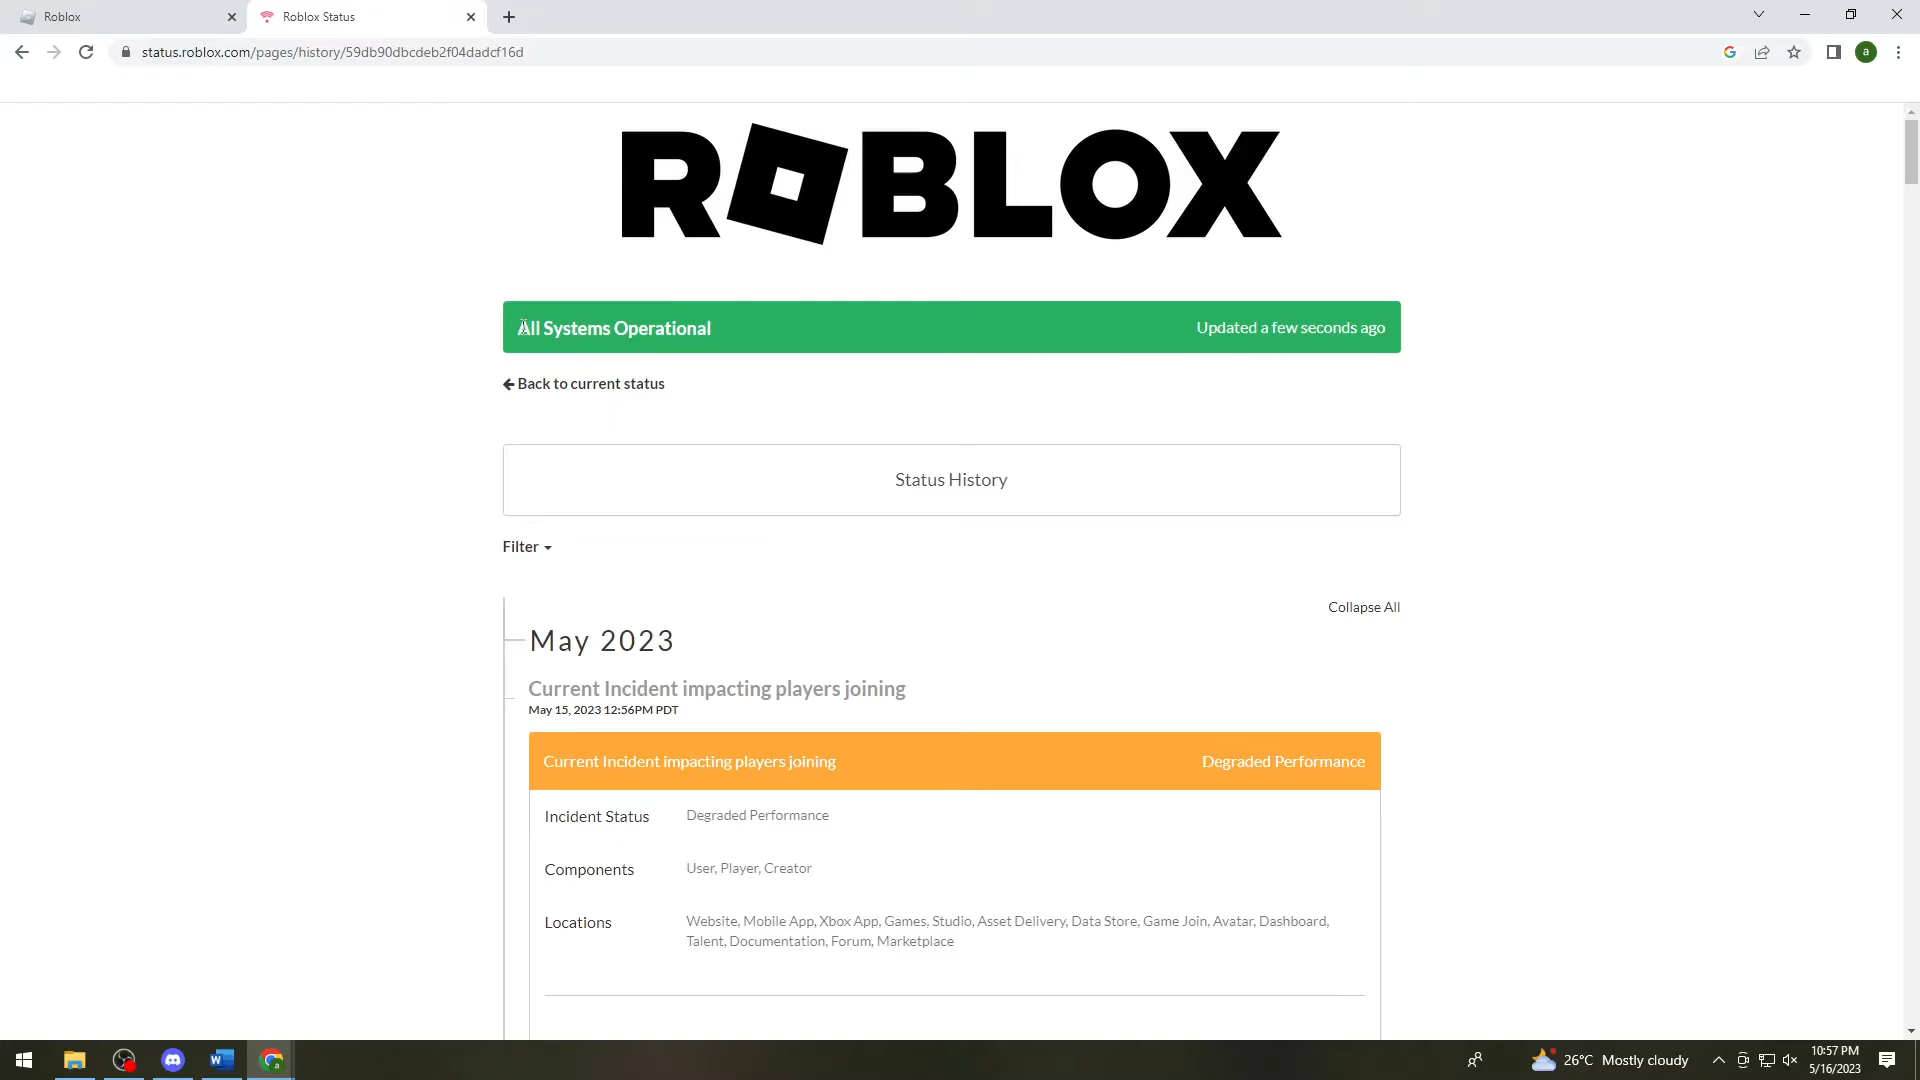 Roblox
Roblox Status
status.roblox.com/pages/history/59db90dbcdeb2f04dadcf16d
a
ROBLOX
All Systems Operational
Updated a few seconds ago
Back to current status
Status History
Filter
Collapse All
May 2023
Current Incident impacting players joining
May 15, 2023 12:56PM PDT
Current Incident impacting players joining
Degraded Performance
Incident Status
Degraded Performance
Components
User, Player, Creator
Locations
Website, Mobile App, Xbox App, Games, Studio, Asset Delivery, Data Store, Game Join, Avatar, Dashboard,
Talent, Documentation, Forum, Marketplace
26°C Mostly cloudy
10:57 PM
5/16/2023